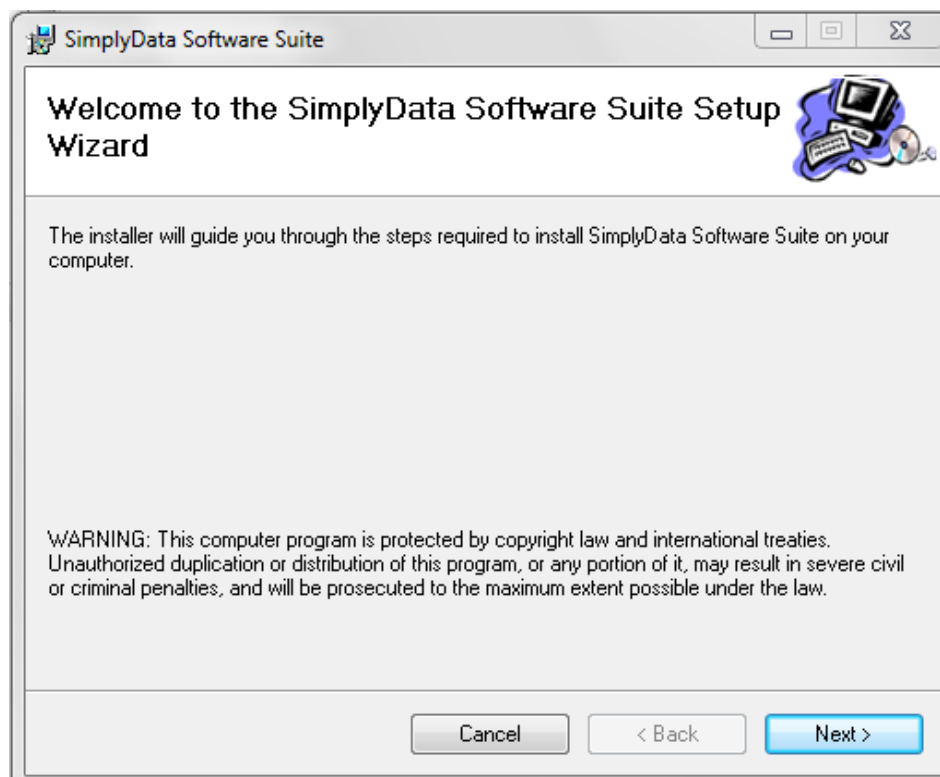 SimplyData Software Suite
Welcome to the SimplyData Software Suite Setup
Wizard
The installer will guide you through the steps required to install SimplyData Software Suite on your
computer.
WARNING: This computer program is protected by copyright law and international treaties.
Unauthorized duplication or distribution of this program, or any portion of it, may result in severe civil
or criminal penalties, and will be prosecuted to the maximum extent possible under the law.
Cancel < Back Next >